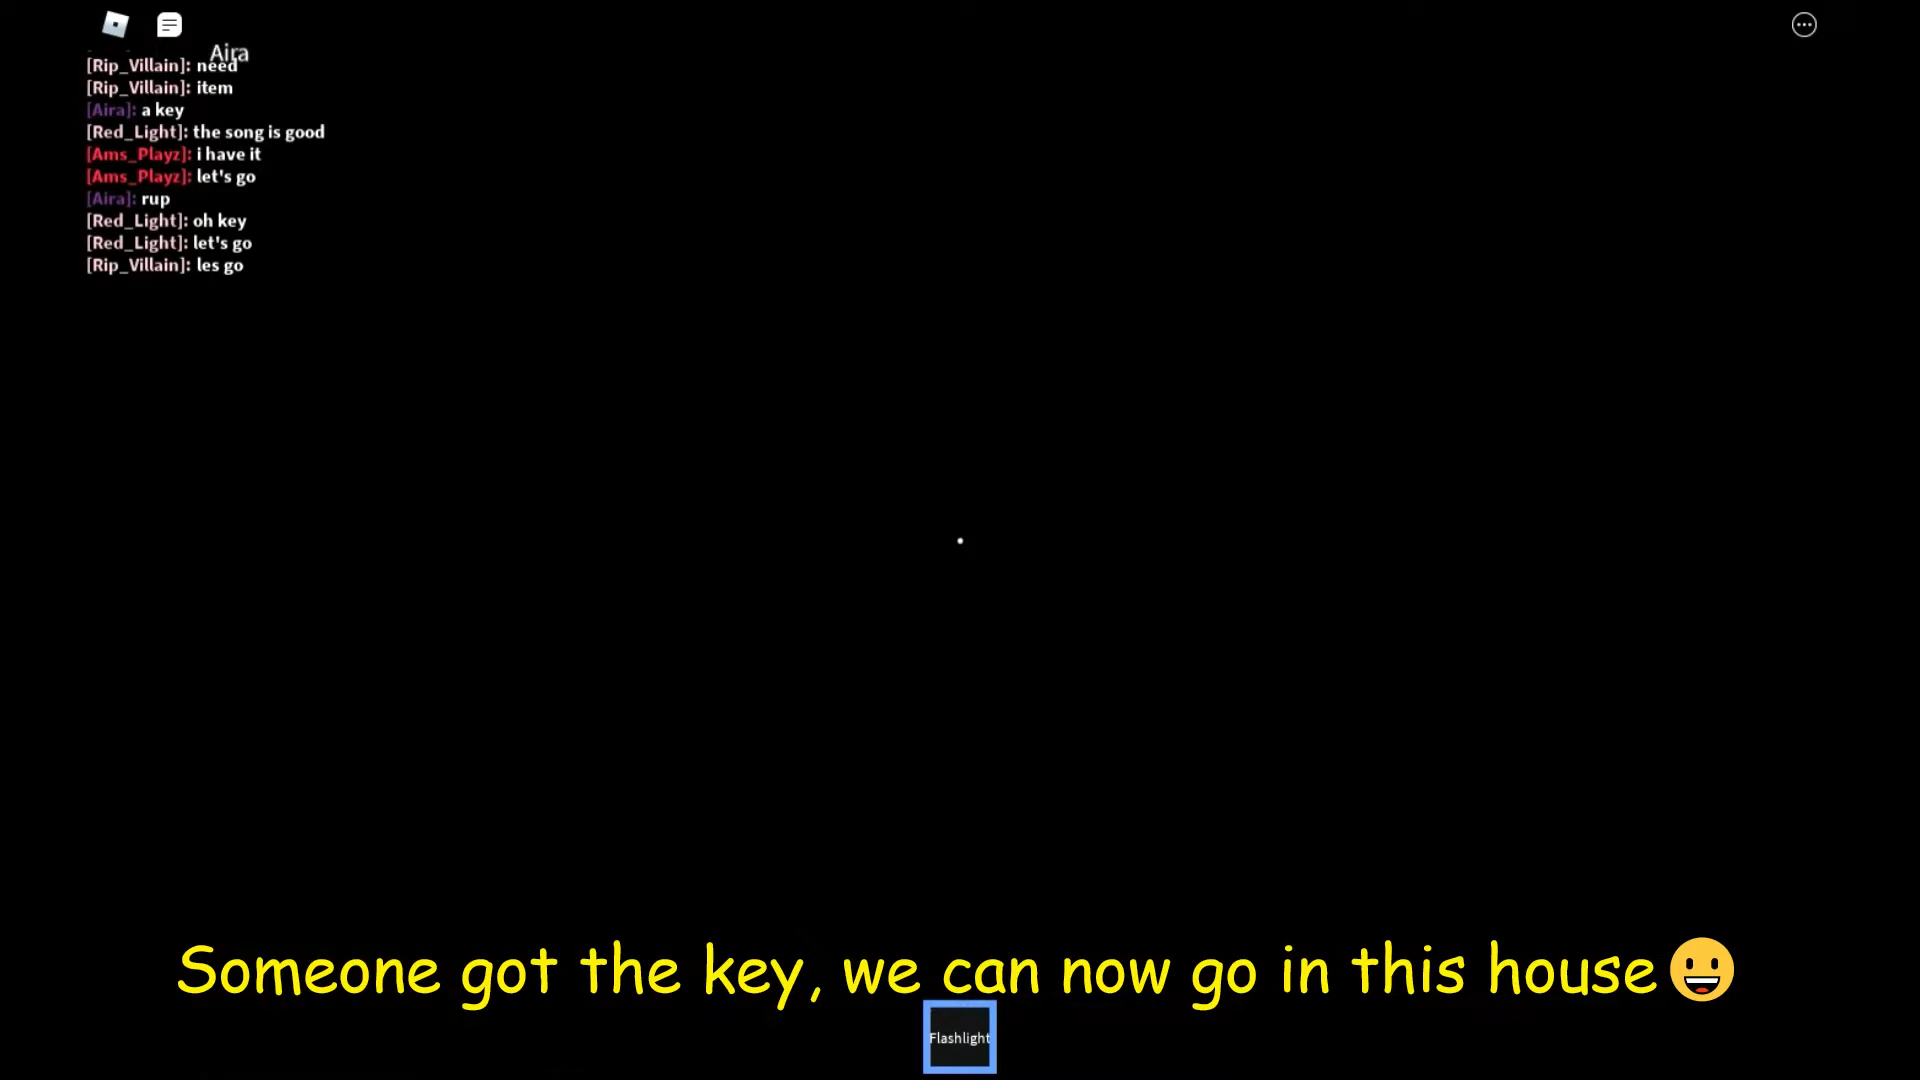 Aira
[Rip_Villain]: need
[Rip_Villain]: item
[Aira]: a key
[Red_Light]: the song is good
[Ams_Playz]: i have it
[Ams_Playz]: let's go
[Aira]: rup
[Red_Light]: oh key
[Red_Light]: let's go
[Rip_Villain]: les go
Someone got the key, we can now go in this house😀
Flashlight